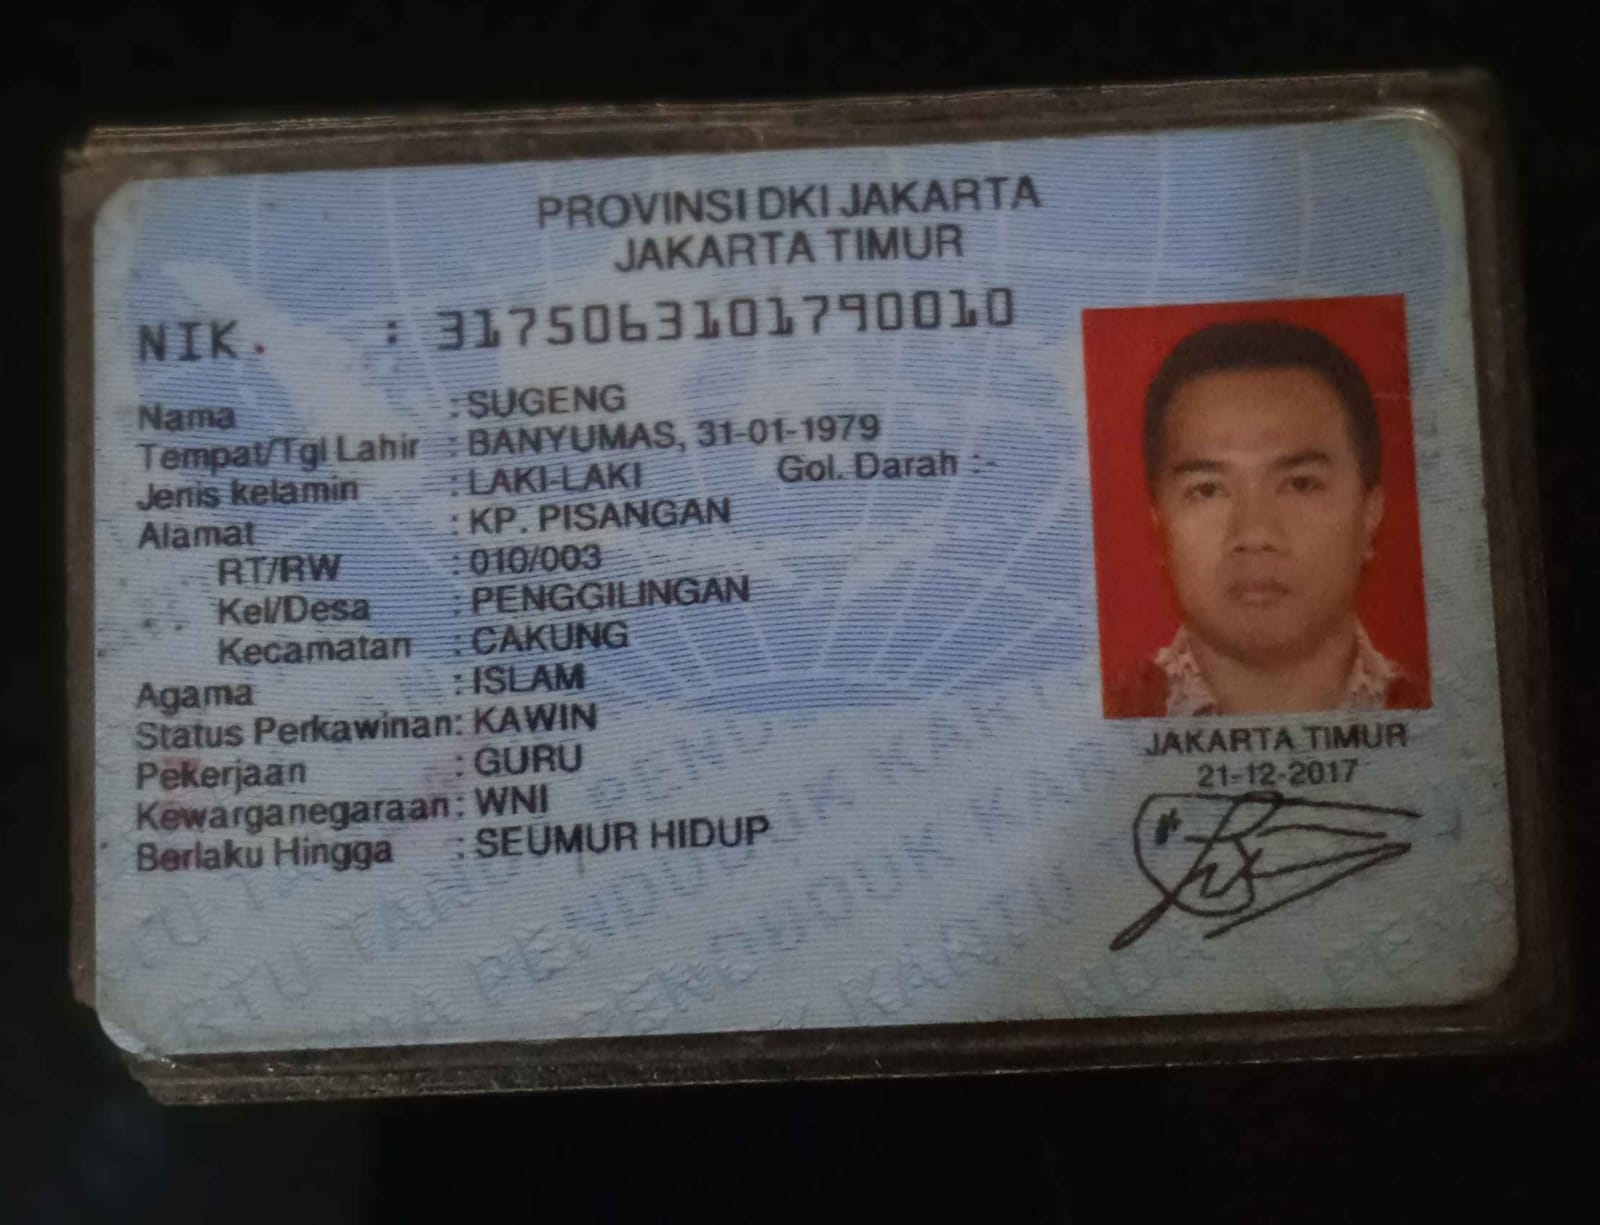 PROVINSI DKI JAKARTA
JAKARTA TIMUR
NIK. : 3175063101790010
Nama : SUGENG
Tempat/Tgl Lahir : BANYUMAS, 31-01-1979
Jenis kelamin : LAKI-LAKI Gol. Darah :-
Alamat : KP. PISANGAN
RT/RW : 010/003
Kel/Desa : PENGGILINGAN
Kecamatan : CAKUNG
Agama : ISLAM
Status Perkawinan: KAWIN
Pekerjaan : GURU
Kewarganegaraan: WNI
Berlaku Hingga : SEUMUR HIDUP
JAKARTA TIMUR
21-12-2017